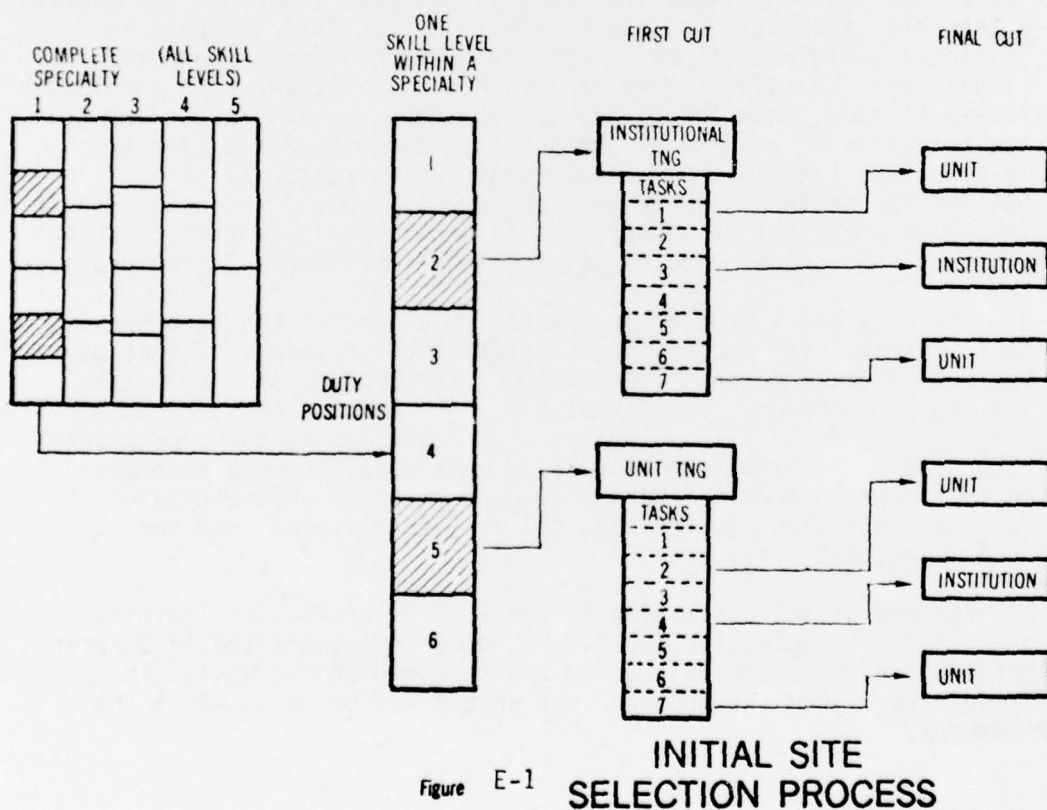 COMPLETE (ALL SKILL
SPECIALTY LEVELS)
1 2 3 4 5
ONE
SKILL LEVEL
WITHIN A
SPECIALTY
FIRST CUT
FINAL CUT
DUTY
POSITIONS
1
2
3
4
5
6
INSTITUTIONAL
TNG
TASKS
1
2
3
4
5
6
7
UNIT TNG
TASKS
1
2
3
4
5
6
7
UNIT
INSTITUTION
UNIT
UNIT
INSTITUTION
UNIT
Figure E-1
INITIAL SITE
SELECTION PROCESS